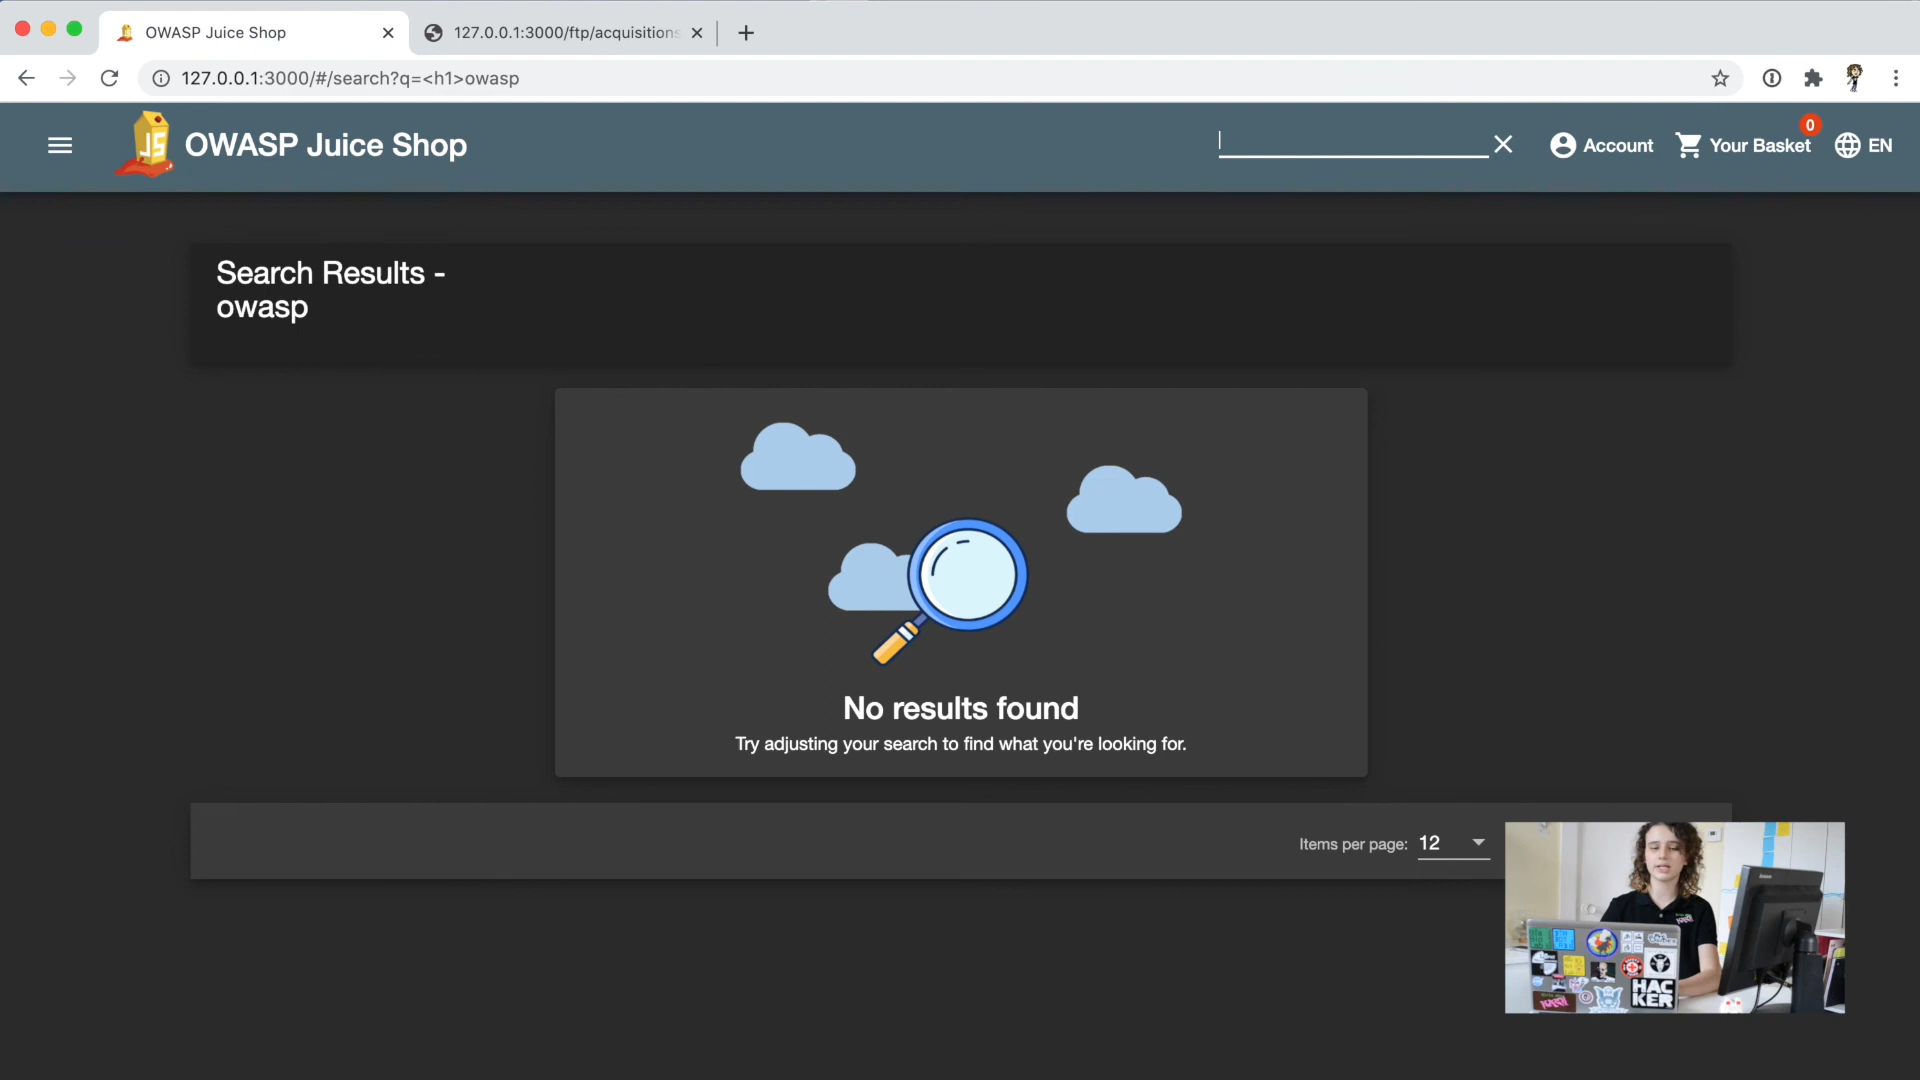 OWASP Juice Shop
127.0.0.1:3000/ftp/acquisitions
127.0.0.1:3000/#/search?q=<h1>owasp
JS
OWASP Juice Shop
Account
0
Your Basket
EN
Search Results -
owasp
No results found
Try adjusting your search to find what you're looking for.
Items per page:
12
HAC
KER